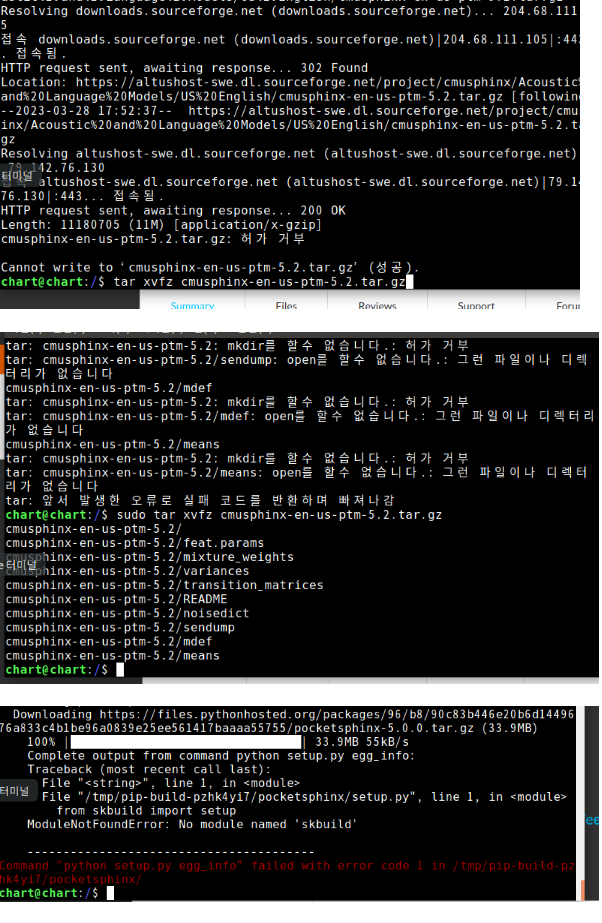 Resolving downloads.sourceforge.net (downloads.sourceforge.net)... 204.68.111.
5
접속 downloads.sourceforge.net (downloads.sourceforge.net)|204.68.111.105|:443
. 접속됨.
HTTP request sent, awaiting response... 302 Found
Location: https://altushost-swe.dl.sourceforge.net/project/cmusphinx/Acoustic%
and%20Language%20Models/US%20English/cmusphinx-en-us-ptm-5.2.tar.gz [following
--2023-03-28 17:52:37-- https://altushost-swe.dl.sourceforge.net/project/cmu
inx/Acoustic%20and%20Language%20Models/US%20English/cmusphinx-en-us-ptm-5.2.ta
gz
Resolving altushost-swe.dl.sourceforge.net (altushost-swe.dl.sourceforge.net)
79.142.76.130
터미널
altushost-swe.dl.sourceforge.net (altushost-swe.dl.sourceforge.net)|79.14
76.130|:443... 접속됨.
HTTP request sent, awaiting response... 200 OK
Length: 11180705 (11M) [application/x-gzip]
cmusphinx-en-us-ptm-5.2.tar.gz: 허가 거부
Cannot write to ‘cmusphinx-en-us-ptm-5.2.tar.gz’ (성공).
chart@chart:/$ tar xvfz cmusphinx-en-us-ptm-5.2.tar.gz
Summary Files Reviews Support Foru
tar: cmusphinx-en-us-ptm-5.2: mkdir를 할 수 없습니다.: 허가 거부
tar: cmusphinx-en-us-ptm-5.2/sendump: open를 할 수 없습니다.: 그런 파일이나 디렉
터리가 없습니다
cmusphinx-en-us-ptm-5.2/mdef
tar: cmusphinx-en-us-ptm-5.2: mkdir를 할 수 없습니다.: 허가 거부
tar: cmusphinx-en-us-ptm-5.2/mdef: open를 할 수 없습니다.: 그런 파일이나 디렉터리
가 없습니다
cmusphinx-en-us-ptm-5.2/means
tar: cmusphinx-en-us-ptm-5.2: mkdir를 할 수 없습니다.: 허가 거부
tar: cmusphinx-en-us-ptm-5.2/means: open를 할 수 없습니다.: 그런 파일이나 디렉터
리가 없습니다
tar: 앞서 발생한 오류로 실패 코드를 반환하며 빠져나감
chart@chart:/$ sudo tar xvfz cmusphinx-en-us-ptm-5.2.tar.gz
cmusphinx-en-us-ptm-5.2/
cmusphinx-en-us-ptm-5.2/feat.params
cmusphinx-en-us-ptm-5.2/mixture_weights
e 터미널
cmusphinx-en-us-ptm-5.2/variances
cmusphinx-en-us-ptm-5.2/transition_matrices
cmusphinx-en-us-ptm-5.2/README
cmusphinx-en-us-ptm-5.2/noisedict
cmusphinx-en-us-ptm-5.2/sendump
cmusphinx-en-us-ptm-5.2/mdef
cmusphinx-en-us-ptm-5.2/means
chart@chart:/$
Downloading https://files.pythonhosted.org/packages/96/b8/90c83b446e20b6d14496
76a833c4b1be96a0839e25ee561417baaaa55755/pocketsphinx-5.0.0.tar.gz (33.9MB)
100% | | 33.9MB 55kB/s
Complete output from command python setup.py egg_info:
Traceback (most recent call last):
File "<string>", line 1, in <module>
터미널
File "/tmp/pip-build-pzhk4yi7/pocketsphinx/setup.py", line 1, in <module>
from skbuild import setup
ModuleNotFoundError: No module named 'skbuild'
----------------------------------------
Command "python setup.py egg_info" failed with error code 1 in /tmp/pip-build-pz
hk4yi7/pocketsphinx/
chart@chart:/$
ee